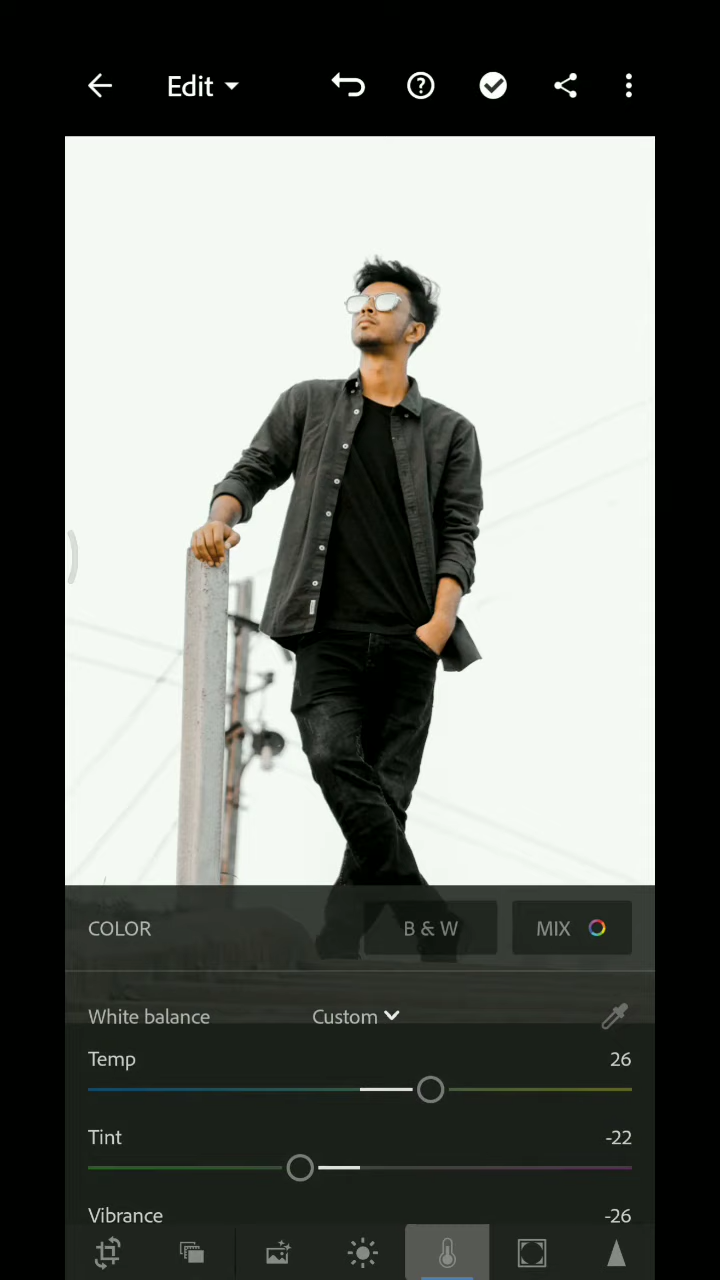 Edit
COLOR
B & W
MIX
White balance
Custom
Temp
26
Tint
-22
Vibrance
-26